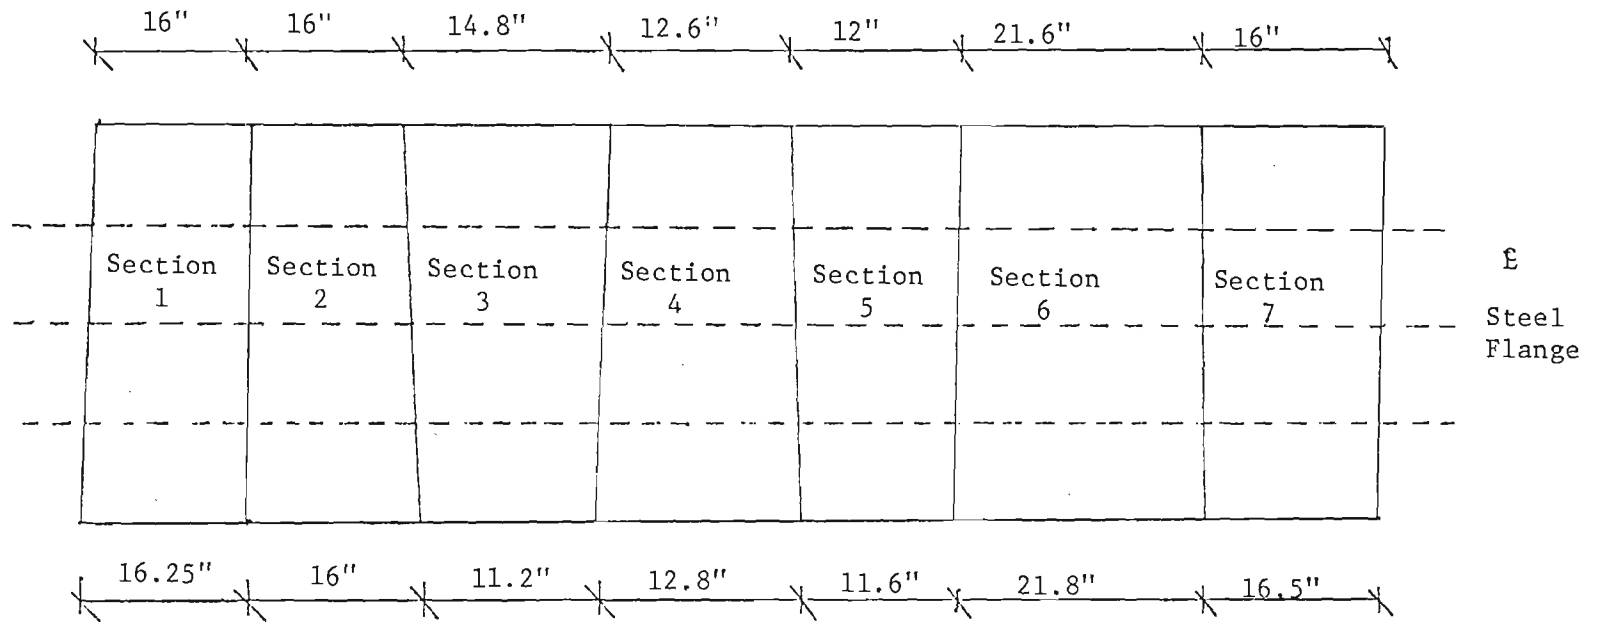 16" 16" 14.8" 12.6" 12" 21.6" 16"
Section Section Section Section Section Section Section
1 2 3 4 5 6 7
℄
Steel
Flange
16.25" 16" 11.2" 12.8" 11.6" 21.8" 16.5"